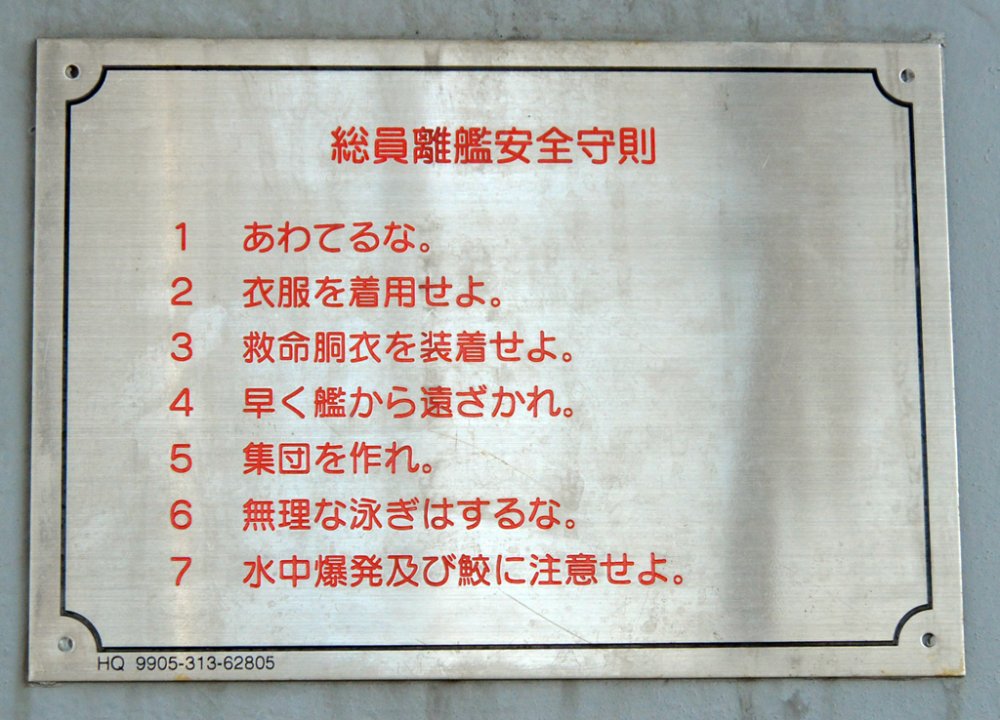 総員離艦安全守則
1 あわてるな。
2 衣服を着用せよ。
3 救命胴衣を装着せよ。
4 早く艦から遠ざかれ。
5 集団を作れ。
6 無理な泳ぎはするな。
7 水中爆発及び鮫に注意せよ。
HQ 9905-313-62805